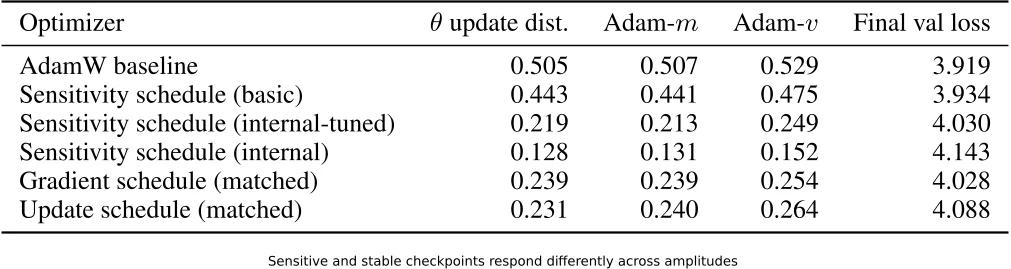 Optimizer θ update dist. Adam-m Adam-v Final val loss
AdamW baseline 0.505 0.507 0.529 3.919
Sensitivity schedule (basic) 0.443 0.441 0.475 3.934
Sensitivity schedule (internal-tuned) 0.219 0.213 0.249 4.030
Sensitivity schedule (internal) 0.128 0.131 0.152 4.143
Gradient schedule (matched) 0.239 0.239 0.254 4.028
Update schedule (matched) 0.231 0.240 0.264 4.088
Sensitive and stable checkpoints respond differently across amplitudes